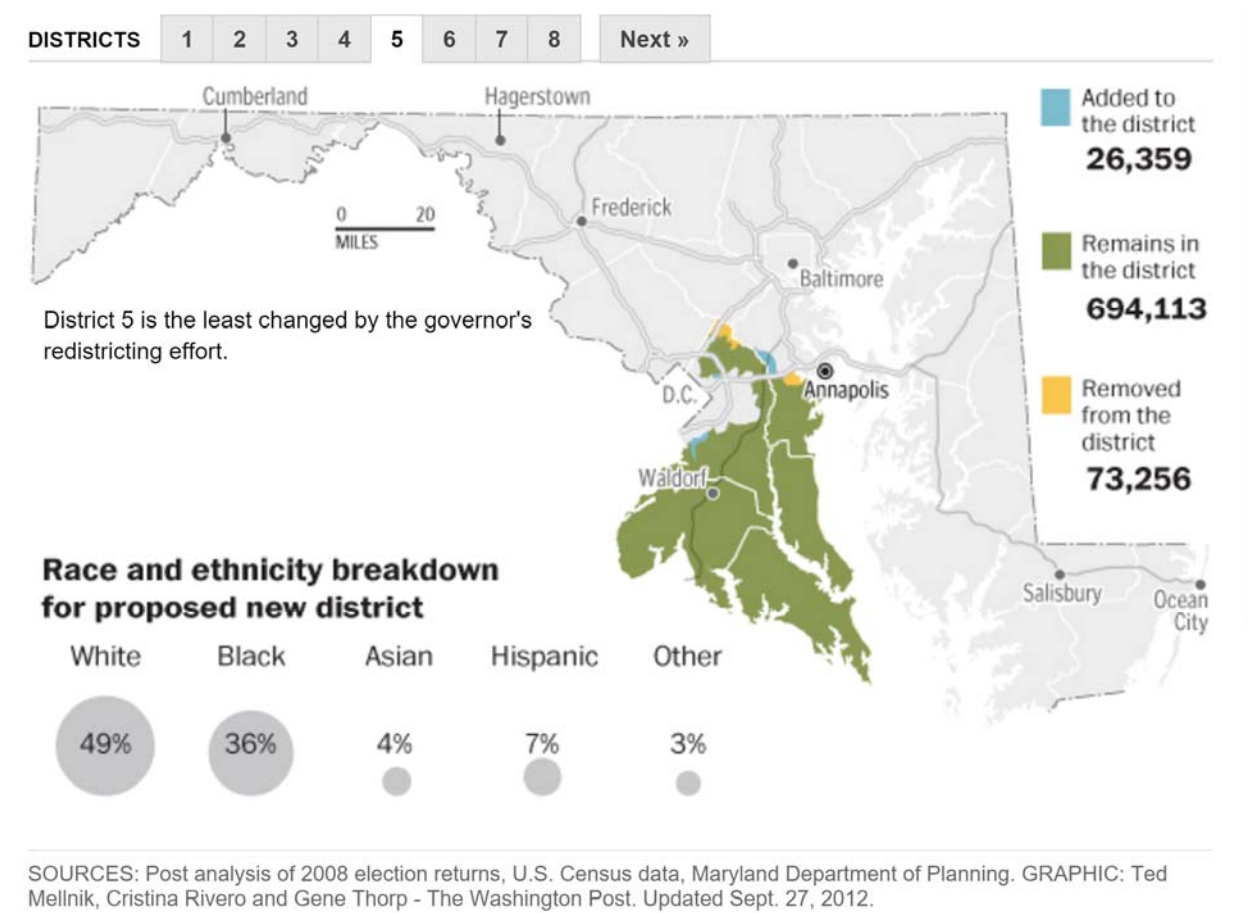 DISTRICTS 1 2 3 4 5 6 7 8 Next »
Cumberland
Hagerstown
Added to
the district
26,359
0 20
MILES
Frederick
Baltimore
Remains in
the district
694,113
District 5 is the least changed by the governor's
redistricting effort.
D.C.
Annapolis
Removed
from the
district
73,256
Waldorf
Salisbury
Ocean
City
Race and ethnicity breakdown
for proposed new district
White Black Asian Hispanic Other
49% 36% 4% 7% 3%
SOURCES: Post analysis of 2008 election returns, U.S. Census data, Maryland Department of Planning. GRAPHIC: Ted
Mellnik, Cristina Rivero and Gene Thorp - The Washington Post. Updated Sept. 27, 2012.